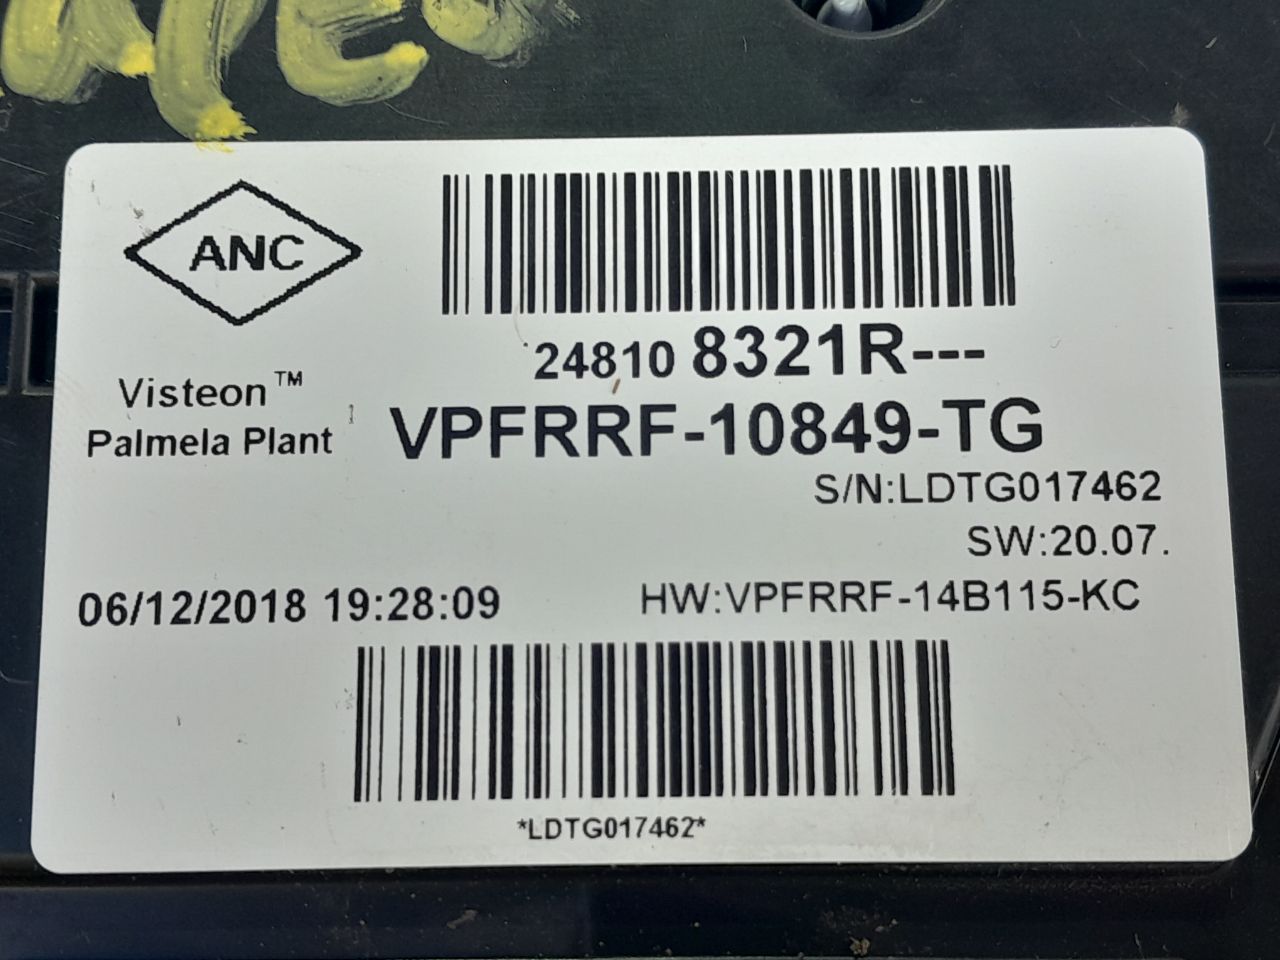 ANC
24810 8321R---
Visteon™
Palmela Plant
VPFRRF-10849-TG
S/N:LDTG017462
SW:20.07.
06/12/2018 19:28:09
HW:VPFRRF-14B115-KC
*LDTG017462*